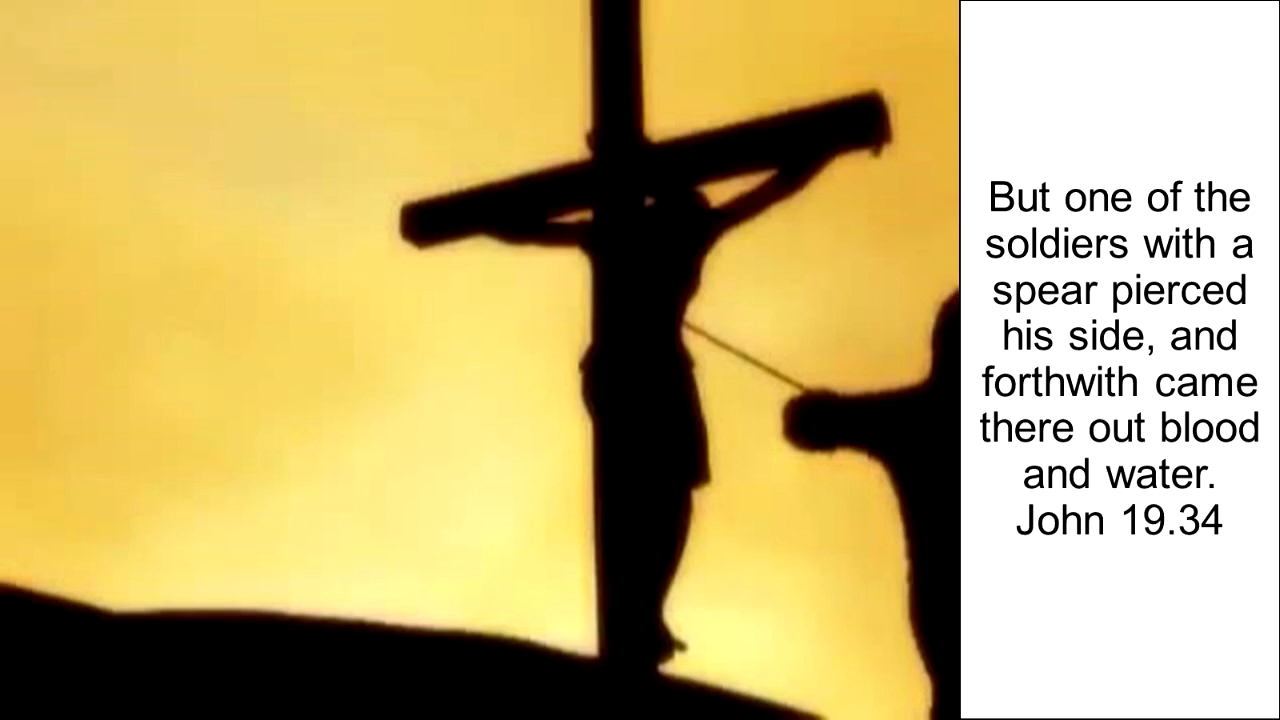 But one of the
soldiers with a
spear pierced
his side, and
forthwith came
there out blood
and water.
John 19.34